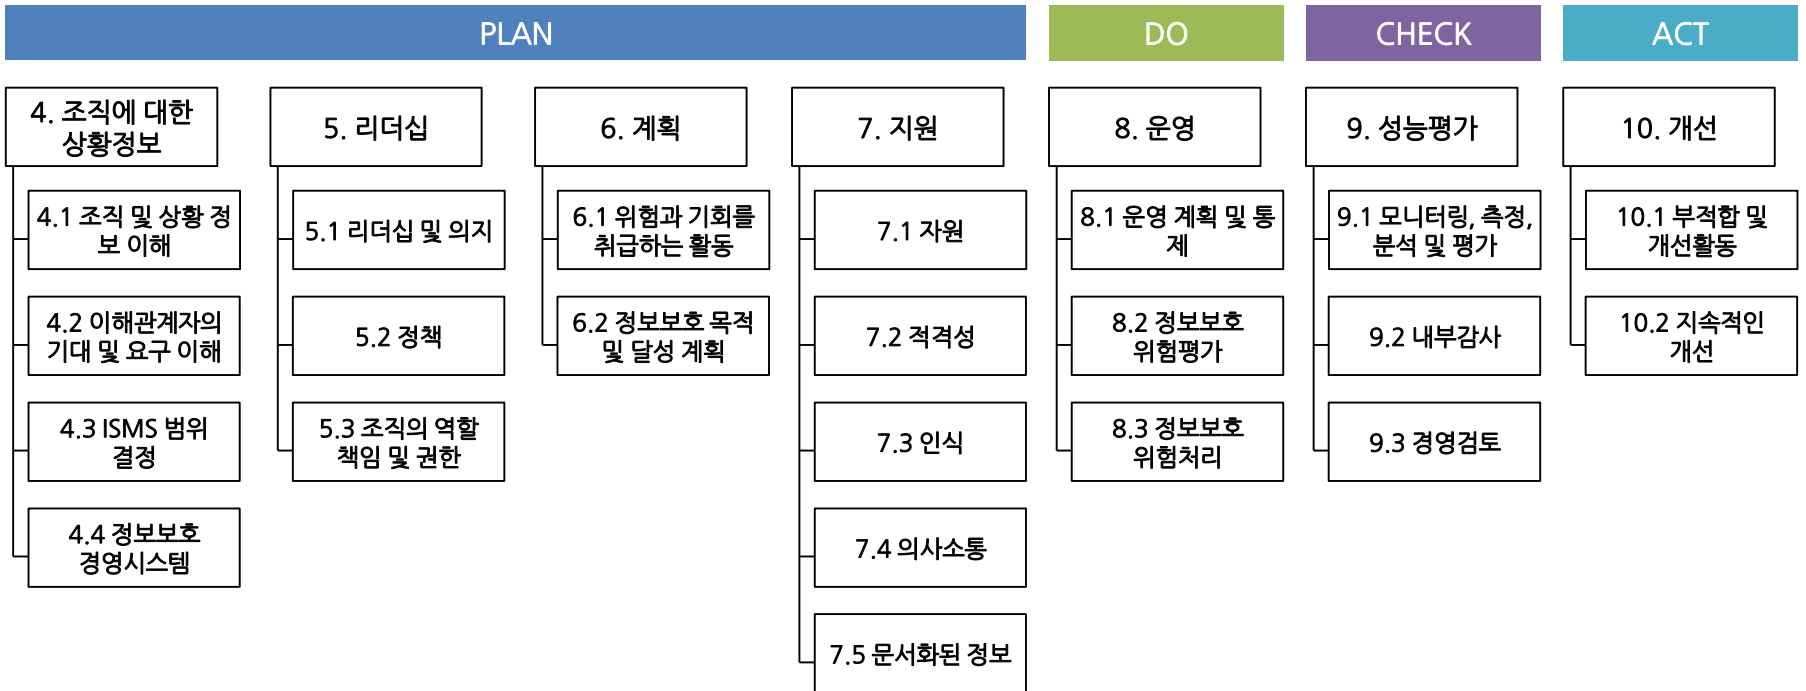 PLAN
DO
CHECK
ACT
4. 조직에 대한
상황정보
4.1 조직 및 상황 정
보 이해
4.2 이해관계자의
기대 및 요구 이해
4.3 ISMS 범위
결정
4.4 정보보호
경영시스템
5. 리더십
5.1 리더십 및 의지
5.2 정책
5.3 조직의 역할
책임 및 권한
6. 계획
6.1 위험과 기회를
취급하는 활동
6.2 정보보호 목적
및 달성 계획
7. 지원
7.1 자원
7.2 적격성
7.3 인식
7.4 의사소통
7.5 문서화된 정보
8. 운영
8.1 운영 계획 및 통
제
8.2 정보보호
위험평가
8.3 정보보호
위험처리
9. 성능평가
9.1 모니터링, 측정,
분석 및 평가
9.2 내부감사
9.3 경영검토
10. 개선
10.1 부적합 및
개선활동
10.2 지속적인
개선